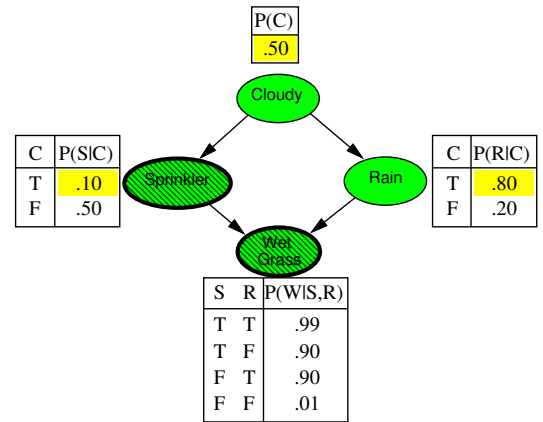 P(C)
.50
Cloudy
C P(S|C)
T .10
F .50
Sprinkler
Rain
C P(R|C)
T .80
F .20
Wet
Grass
S R P(W|S,R)
T T .99
T F .90
F T .90
F F .01